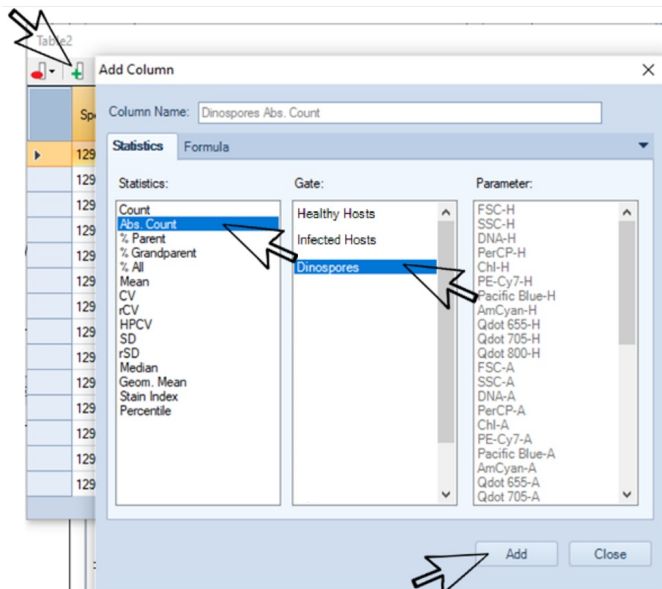 Table2
Add Column
Column Name: Dinospores Abs. Count
Statistics Formula
Statistics:
Count
Abs. Count
% Parent
% Grandparent
% All
Mean
CV
rCV
HPCV
SD
rSD
Median
Geom. Mean
Stain Index
Percentile
Gate:
Healthy Hosts
Infected Hosts
Dinospores
Parameter:
FSC-H
SSC-H
DNA-H
PerCP-H
Chl-H
PE-Cy7-H
Pacific Blue-H
AmCyan-H
Qdot 655-H
Qdot 705-H
Qdot 800-H
FSC-A
SSC-A
DNA-A
PerCP-A
Chl-A
PE-Cy7-A
Pacific Blue-A
AmCyan-A
Qdot 655-A
Qdot 705-A
Add Close
129
129
129
129
129
129
129
129
129
129
129
129
129
129